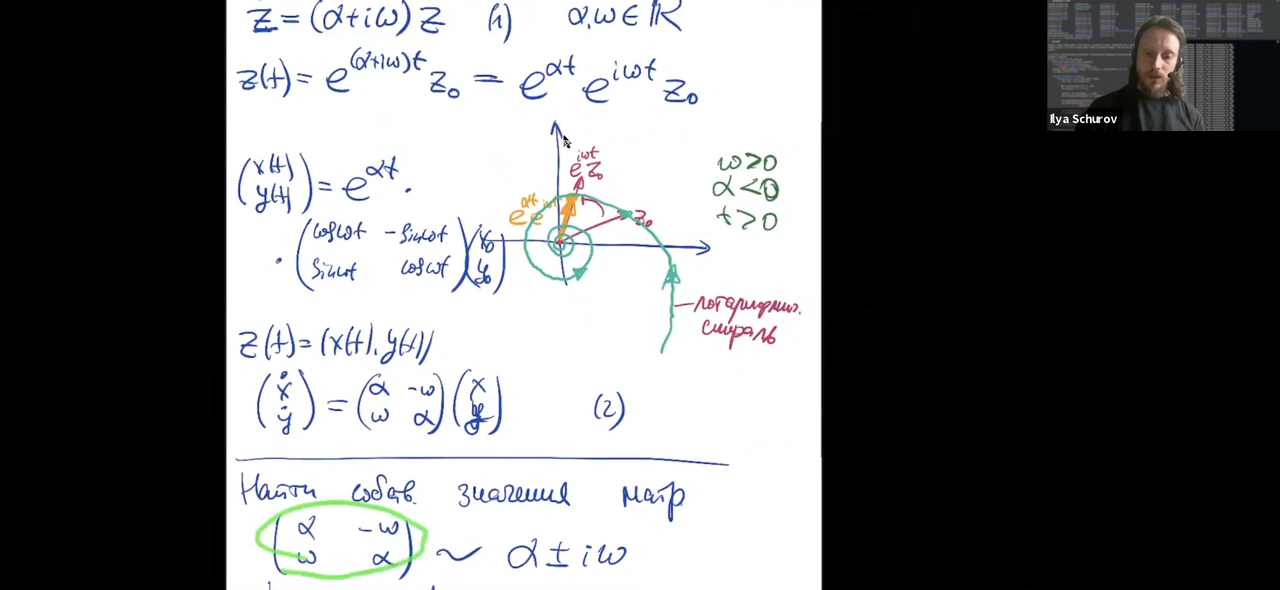 ż = (α+iω) z (1) α,ω ∈ ℝ
z(t) = e^{(α+iω)t} z₀ = e^{αt} e^{iωt} z₀
Ilya Schurov
(x(t) y(t)) = e^{αt} ·
· (cos ωt −sin ωt sin ωt cos ωt)(x₀ y₀)
e^{iωt} z₀
e^{αt} e^{iωt}
z₀
ω>0
α<0
t>0
логарифмич.
спираль
z(t) = (x(t), y(t))
(ẋ ẏ) = (α −ω ω α)(x y) (2)
Найти собств. значения матр
(α −ω ω α) ~ α ± iω